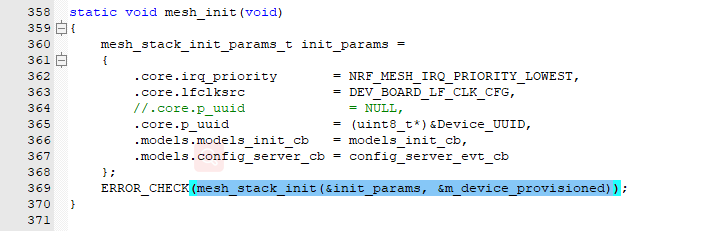 358 static void mesh_init(void)
359 {
360     mesh_stack_init_params_t init_params =
361     {
362         .core.irq_priority       = NRF_MESH_IRQ_PRIORITY_LOWEST,
363         .core.lfclksrc           = DEV_BOARD_LF_CLK_CFG,
364         //.core.p_uuid             = NULL,
365         .core.p_uuid             = (uint8_t*)&Device_UUID,
366         .models.models_init_cb   = models_init_cb,
367         .models.config_server_cb = config_server_evt_cb
368     };
369     ERROR_CHECK(mesh_stack_init(&init_params, &m_device_provisioned));
370 }
371